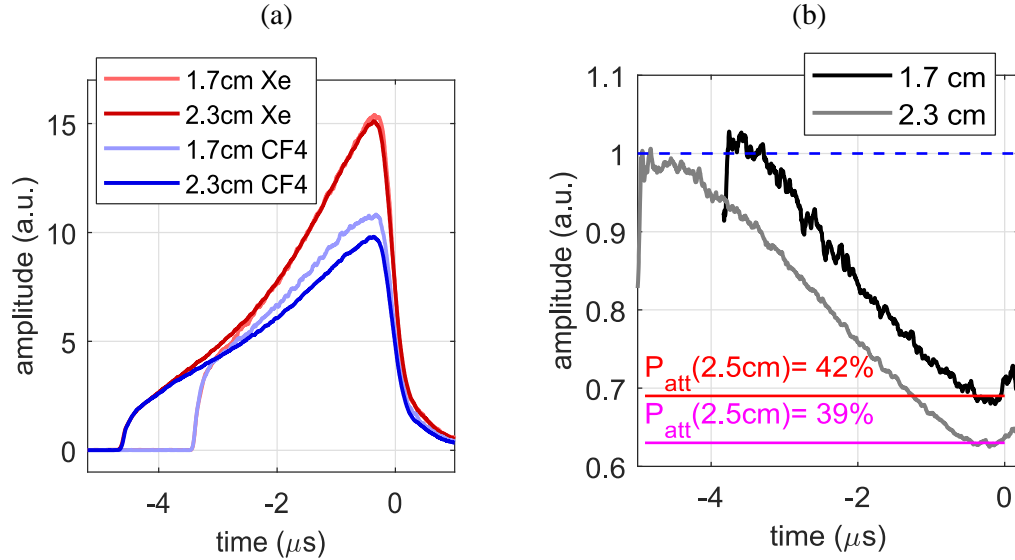 (a)
1.7cm Xe
2.3cm Xe
1.7cm CF4
2.3cm CF4
15
10
5
0
amplitude (a.u.)
-4
-2
0
time (μs)
(b)
1.7 cm
2.3 cm
1.1
1
0.9
0.8
0.7
0.6
amplitude (a.u.)
P_att(2.5cm)= 42%
P_att(2.5cm)= 39%
-4
-2
0
time (μs)